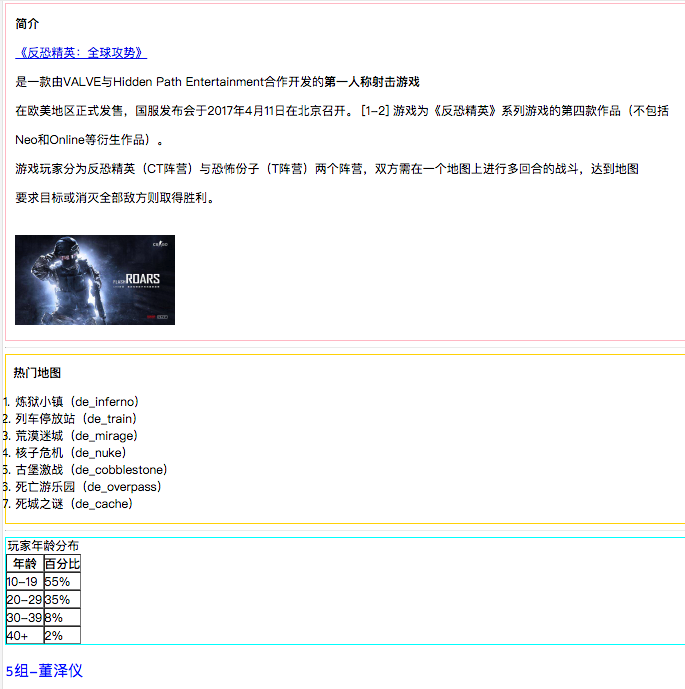 简介
《反恐精英：全球攻势》
是一款由VALVE与Hidden Path Entertainment合作开发的第一人称射击游戏
在欧美地区正式发售，国服发布会于2017年4月11日在北京召开。 [1-2] 游戏为《反恐精英》系列游戏的第四款作品（不包括
Neo和Online等衍生作品）。
游戏玩家分为反恐精英（CT阵营）与恐怖份子（T阵营）两个阵营，双方需在一个地图上进行多回合的战斗，达到地图
要求目标或消灭全部敌方则取得胜利。
CS:GO
FLASH ROARS
热门地图
1. 炼狱小镇（de_inferno）
2. 列车停放站（de_train）
3. 荒漠迷城（de_mirage）
4. 核子危机（de_nuke）
5. 古堡激战（de_cobblestone）
6. 死亡游乐园（de_overpass）
7. 死城之谜（de_cache）
玩家年龄分布
年龄 百分比
10-19 55%
20-29 35%
30-39 8%
40+ 2%
5组-董泽仪